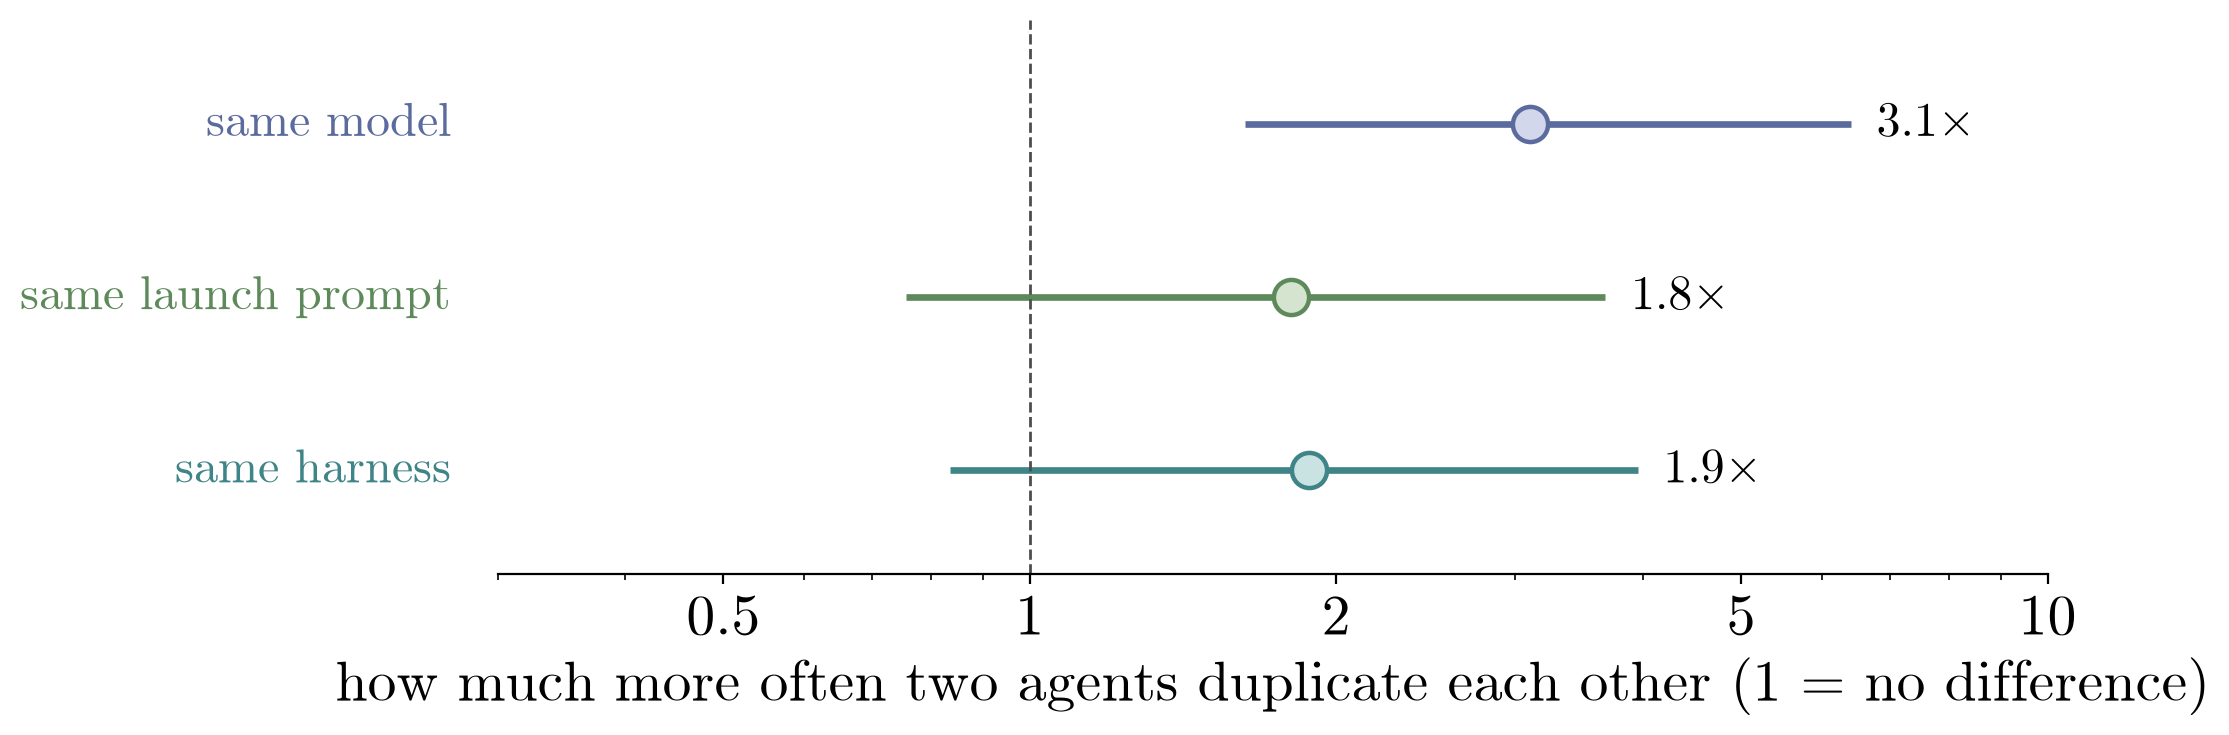 same model
3.1×
same launch prompt
1.8×
same harness
1.9×
0.5 1 2 5 10
how much more often two agents duplicate each other (1 = no difference)